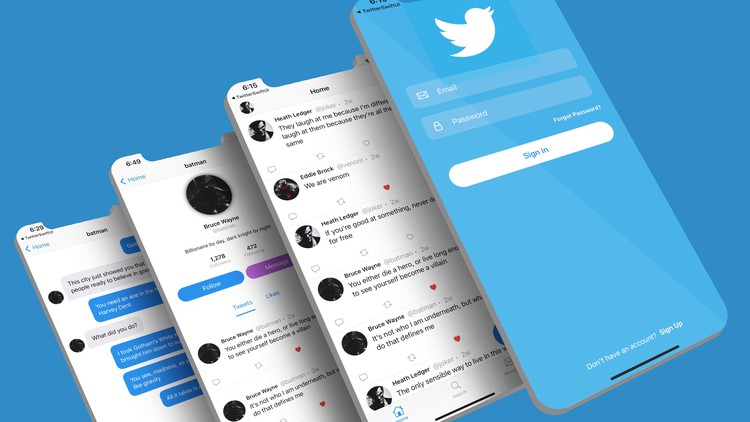 6:29
TwitterSwiftUI
Home
batman
This city just showed you that
people ready to believe in good
You need an ace in the
Harvey Dent
What did you do?
I took Gotham's White
brought him down to
You see, madness, as
like gravity
All it takes is
6:49
Home
batman
Bruce Wayne
@batman
Billionaire by day, dark knight by night
1,278
Followers
472
Following
Follow
Message
Tweets
Likes
Bruce Wayne @batman • 2w
You either die a hero, or live long
to see yourself become a villain
Bruce Wayne @batman • 2w
It's not who I am underneath, but
do that defines me
6:15
TwitterSwiftUI
Home
Heath Ledger @joker • 2w
They laugh at me because I'm different
laugh at them because they're all the
same
Eddie Brock @venom • 2w
We are venom
Heath Ledger @joker • 2w
If you're good at something, never do
for free
Bruce Wayne @batman • 2w
You either die a hero, or live long
to see yourself become a villain
Bruce Wayne @batman • 2w
It's not who I am underneath, but
do that defines me
Heath Ledger @joker • 2w
The only sensible way to live in this
Home
Search
TwitterSwiftUI
Email
Password
Forgot Password?
Sign In
Don't have an account? Sign Up